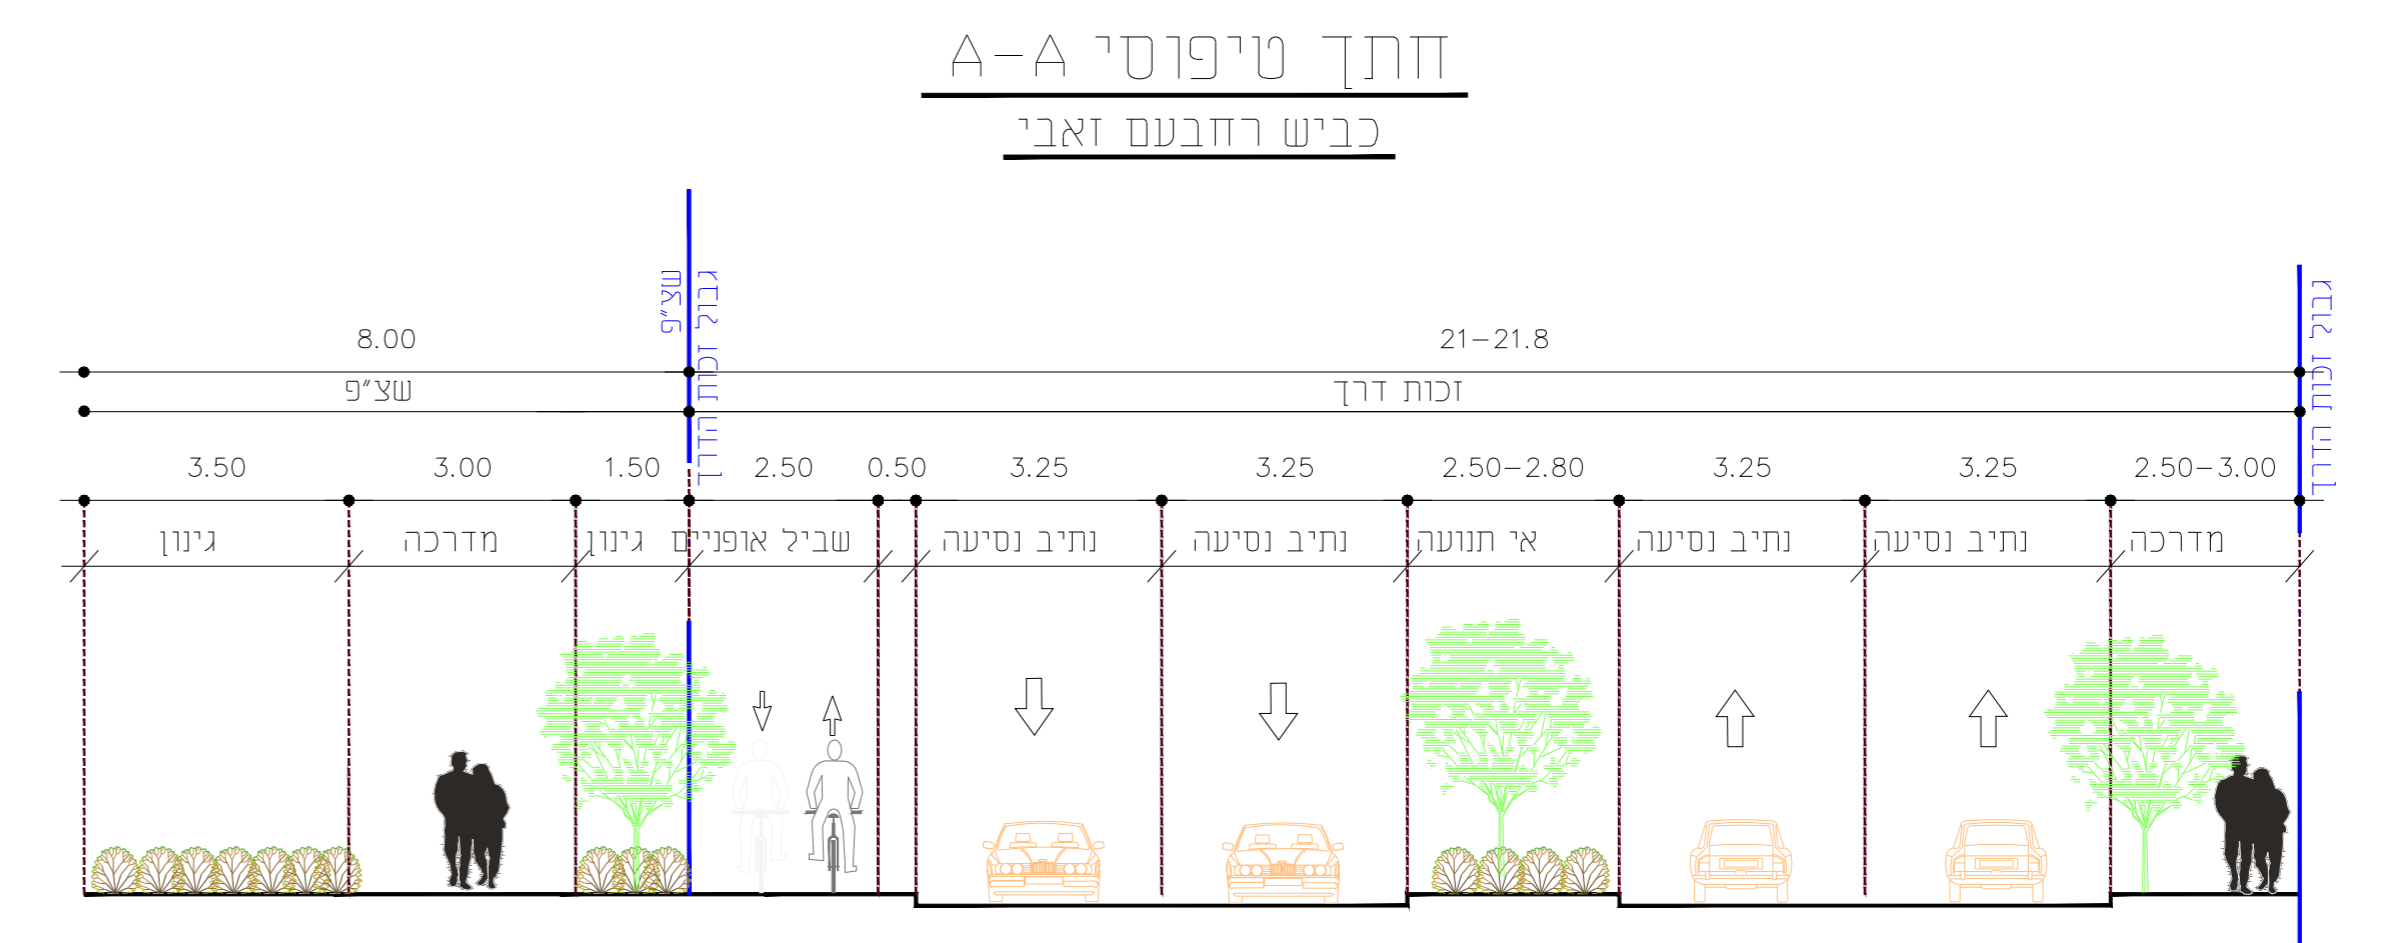 חתך טיפוסי A-A
כביש רחבעם זאבי
שצ"פ
גבול זכות הדרך
גבול זכות הדרך
8.00
21-21.8
שצ"פ
זכות דרך
3.50 3.00 1.50 2.50 0.50 3.25 3.25 2.50-2.80 3.25 3.25 2.50-3.00
גינון מדרכה גינון שביל אופניים נתיב נסיעה נתיב נסיעה אי תנועה נתיב נסיעה נתיב נסיעה מדרכה